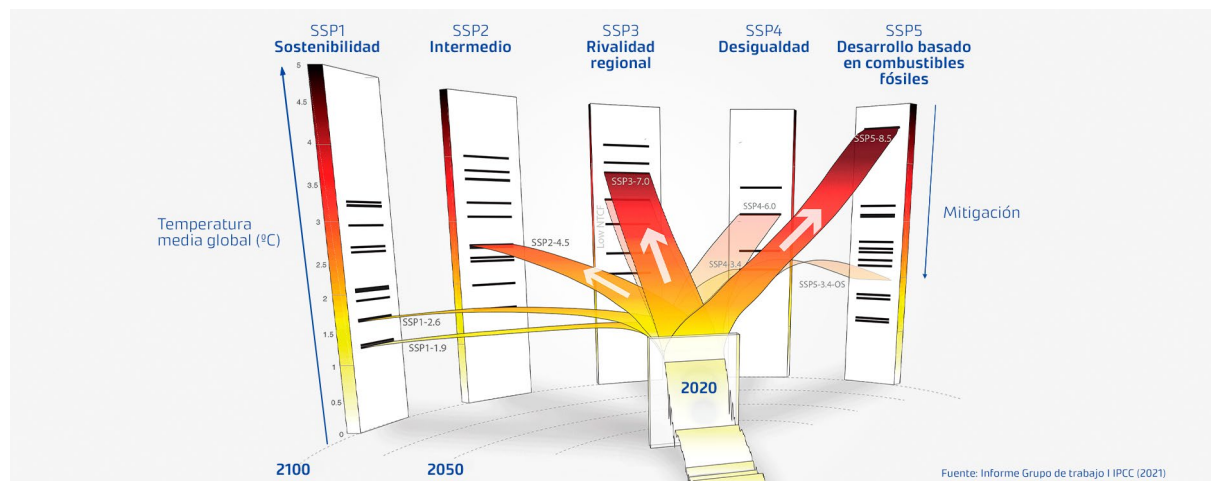 SSP1
Sostenibilidad
SSP2
Intermedio
SSP3
Rivalidad
regional
SSP4
Desigualdad
SSP5
Desarrollo basado
en combustibles
fósiles
5
4.5
4
3.5
3
2.5
2
1.5
1
0.5
0
Temperatura
media global (ºC)
SSP1-2.6
SSP1-1.9
SSP2-4.5
Low NTCF
SSP3-7.0
SSP4-6.0
SSP4-3.4
SSP5-8.5
SSP5-3.4-OS
Mitigación
2020
2100
2050
Fuente: Informe Grupo de trabajo I IPCC (2021)